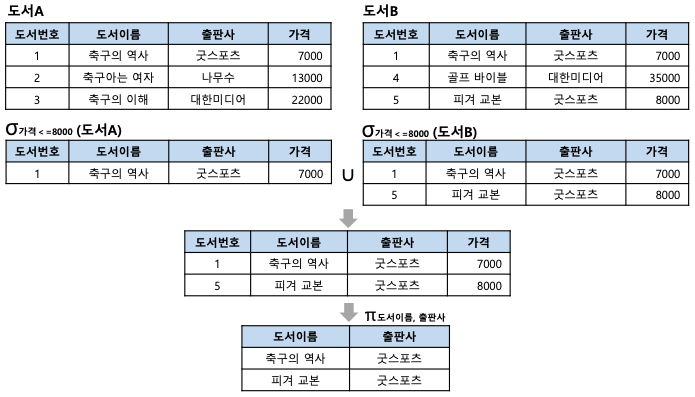 도서A
도서번호 도서이름 출판사 가격
1 축구의 역사 굿스포츠 7000
2 축구아는 여자 나무수 13000
3 축구의 이해 대한미디어 22000
도서B
도서번호 도서이름 출판사 가격
1 축구의 역사 굿스포츠 7000
4 골프 바이블 대한미디어 35000
5 피겨 교본 굿스포츠 8000
σ가격 < =8000 (도서A)
도서번호 도서이름 출판사 가격
1 축구의 역사 굿스포츠 7000
∪
σ가격 < =8000 (도서B)
도서번호 도서이름 출판사 가격
1 축구의 역사 굿스포츠 7000
5 피겨 교본 굿스포츠 8000
도서번호 도서이름 출판사 가격
1 축구의 역사 굿스포츠 7000
5 피겨 교본 굿스포츠 8000
π 도서이름, 출판사
도서이름 출판사
축구의 역사 굿스포츠
피겨 교본 굿스포츠